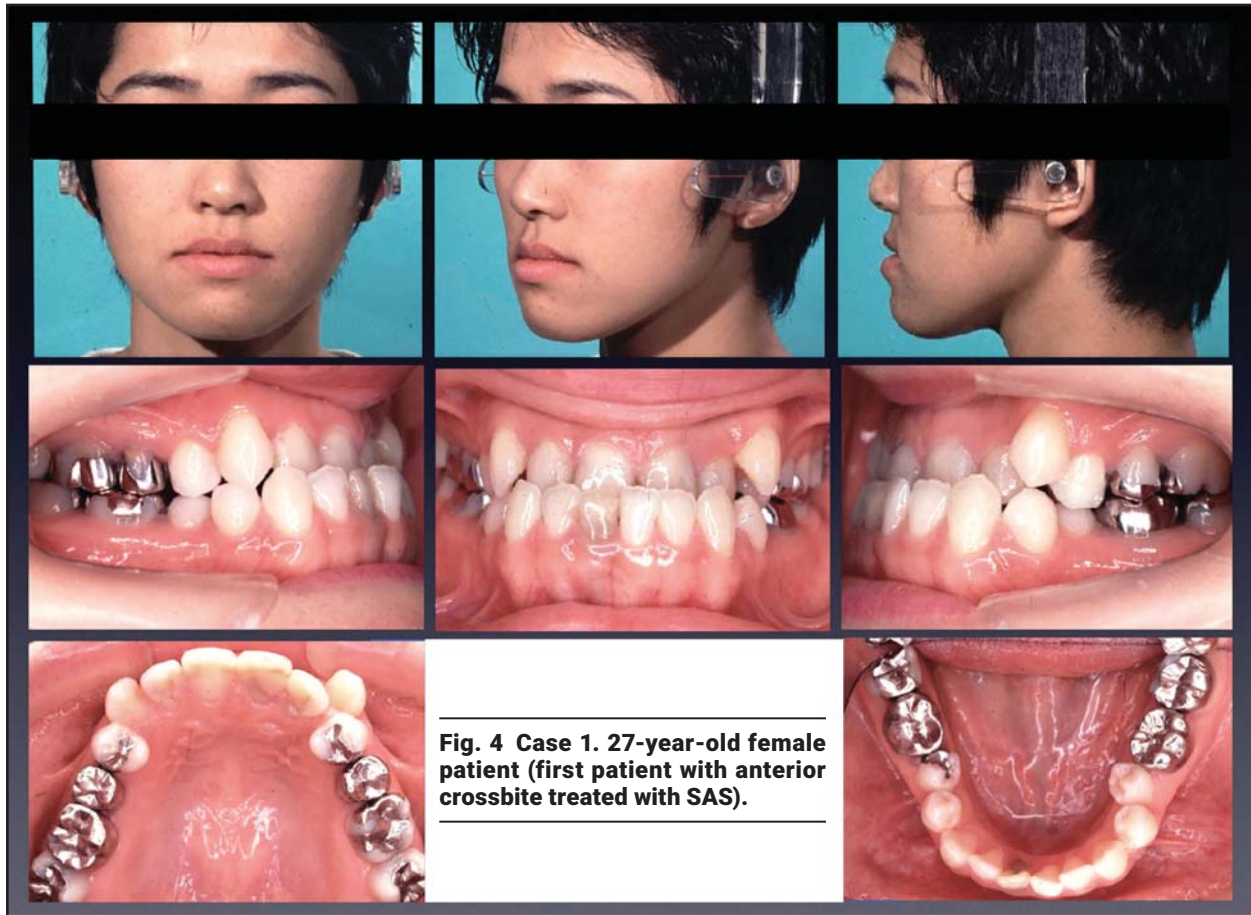 Fig. 4 Case 1. 27-year-old female
patient (first patient with anterior
crossbite treated with SAS).